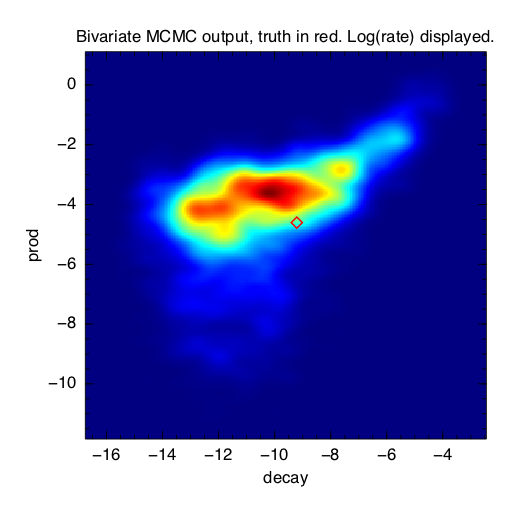 Bivariate MCMC output, truth in red. Log(rate) displayed.
0
−2
−4
−6
−8
−10
prod
−16 −14 −12 −10 −8 −6 −4
decay